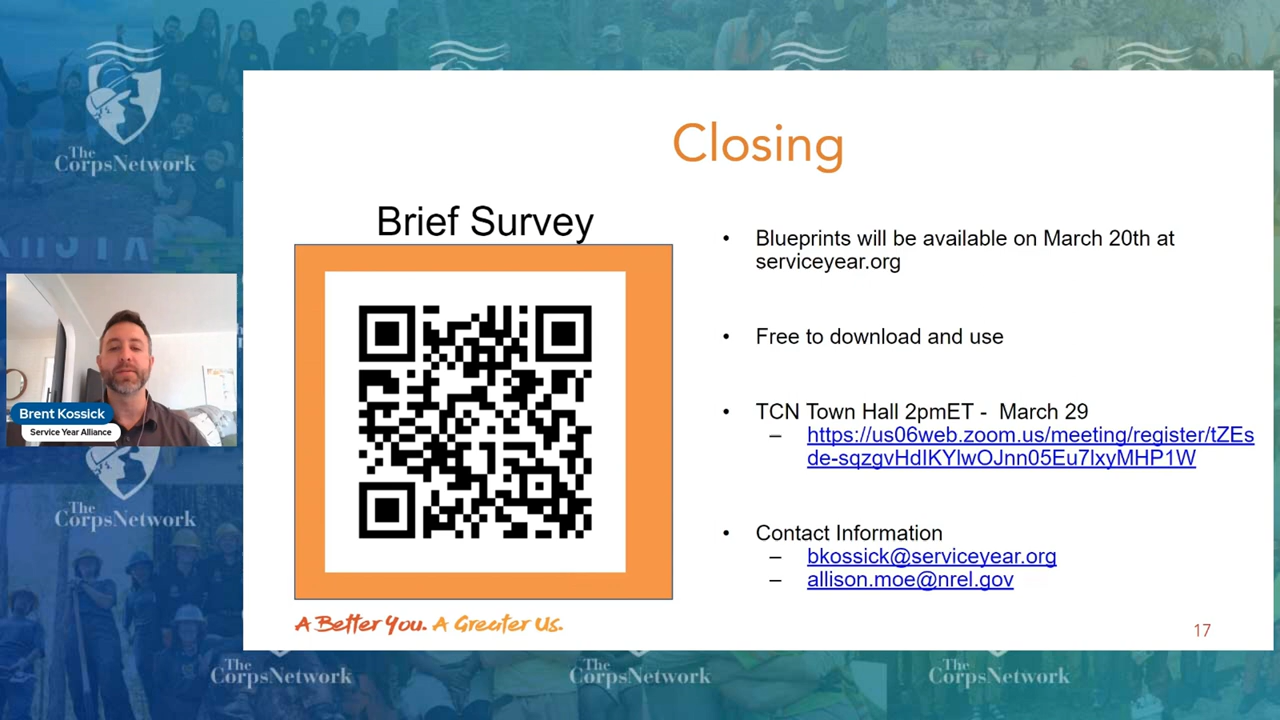 The
CorpsNetwork
Closing
Brief Survey
• Blueprints will be available on March 20th at
serviceyear.org
• Free to download and use
• TCN Town Hall 2pmET - March 29
– https://us06web.zoom.us/meeting/register/tZEs
de-sqzgvHdIKYlwOJnn05Eu7lxyMHP1W
• Contact Information
– bkossick@serviceyear.org
– allison.moe@nrel.gov
Brent Kossick
Service Year Alliance
The
CorpsNetwork
A Better You. A Greater Us.
17
The
CorpsNetwork
The
CorpsNetwork
The
CorpsNetwork